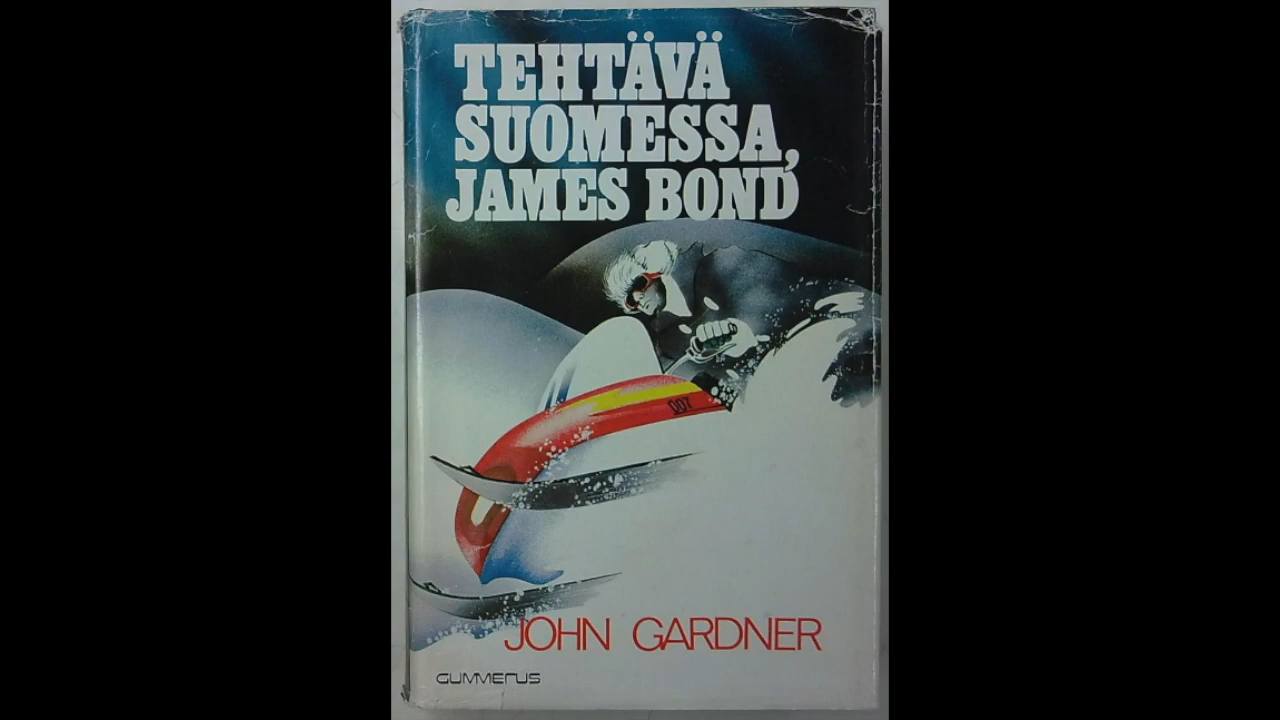 TEHTÄVÄ
SUOMESSA,
JAMES BOND
007
JOHN GARDNER
GUMMERUS